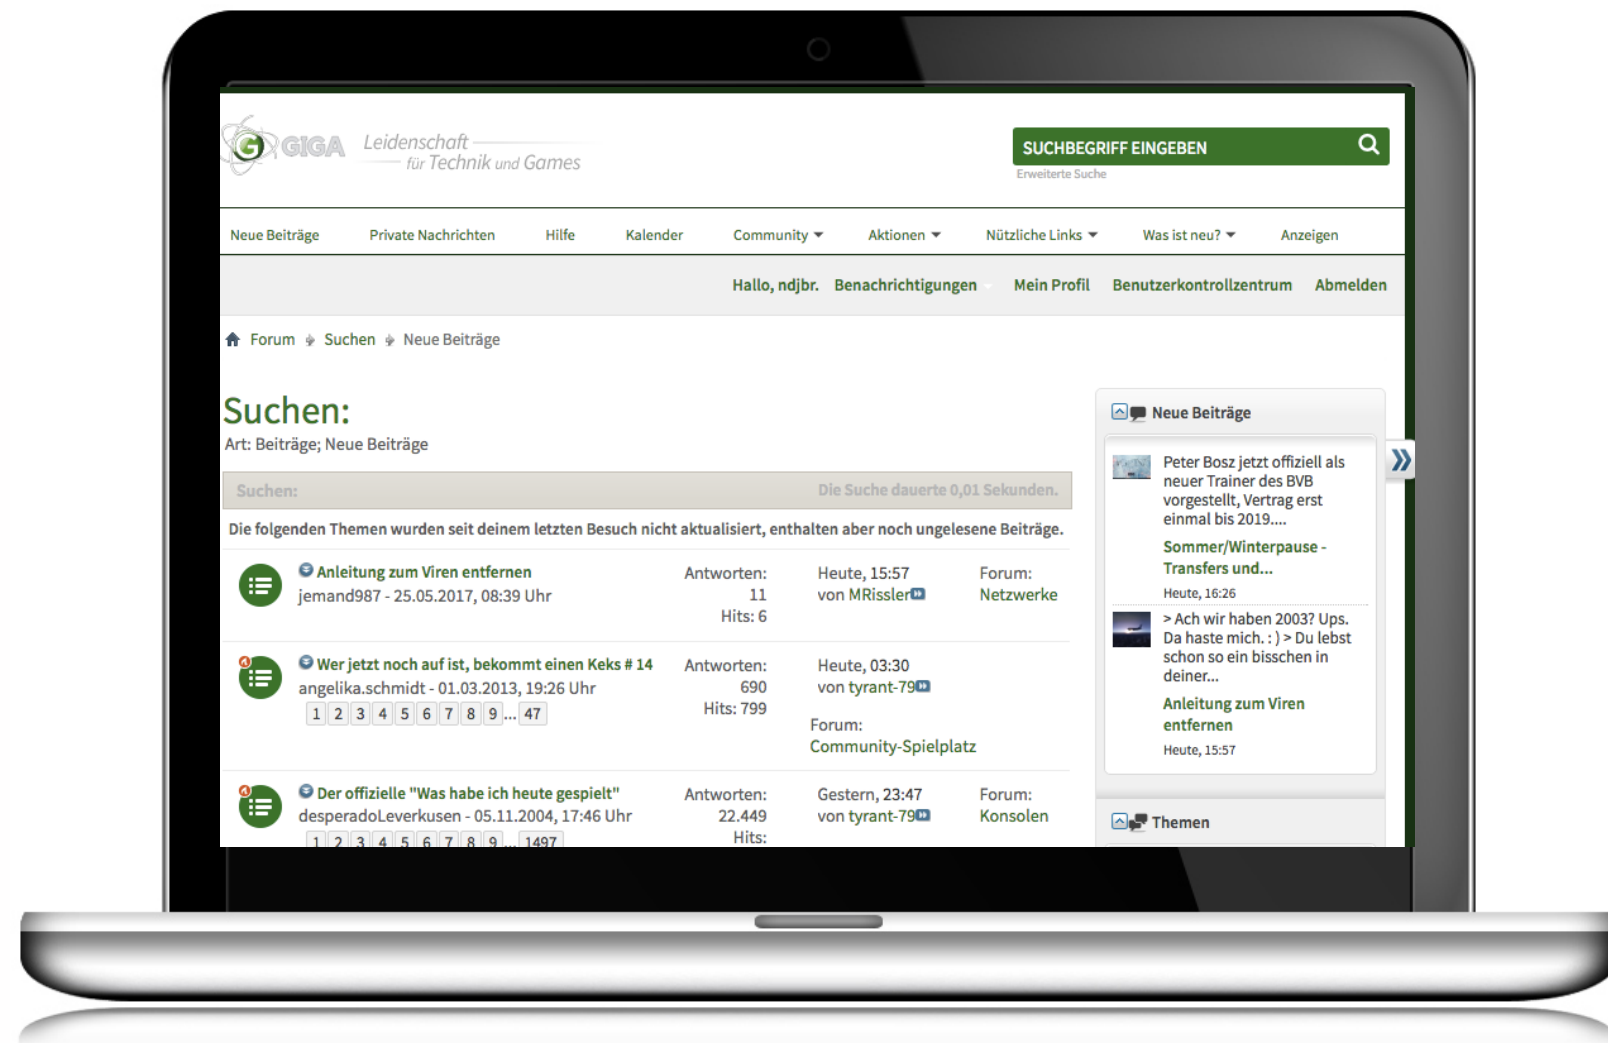 GIGA Leidenschaft
für Technik und Games
SUCHBEGRIFF EINGEBEN
Erweiterte Suche
Neue Beiträge Private Nachrichten Hilfe Kalender Community Aktionen Nützliche Links Was ist neu? Anzeigen
Hallo, ndjbr. Benachrichtigungen Mein Profil Benutzerkontrollzentrum Abmelden
Forum Suchen Neue Beiträge
Suchen:
Art: Beiträge; Neue Beiträge
Suchen: Die Suche dauerte 0,01 Sekunden.
Die folgenden Themen wurden seit deinem letzten Besuch nicht aktualisiert, enthalten aber noch ungelesene Beiträge.
Anleitung zum Viren entfernen
jemand987 - 25.05.2017, 08:39 Uhr
Antworten:
11
Hits: 6
Heute, 15:57
von MRissler
Forum:
Netzwerke
Wer jetzt noch auf ist, bekommt einen Keks # 14
angelika.schmidt - 01.03.2013, 19:26 Uhr
1 2 3 4 5 6 7 8 9 ... 47
Antworten:
690
Hits: 799
Heute, 03:30
von tyrant-79
Forum:
Community-Spielplatz
Der offizielle "Was habe ich heute gespielt"
desperadoLeverkusen - 05.11.2004, 17:46 Uhr
1 2 3 4 5 6 7 8 9 ... 1497
Antworten:
22.449
Hits:
Gestern, 23:47
von tyrant-79
Forum:
Konsolen
Neue Beiträge
Peter Bosz jetzt offiziell als
neuer Trainer des BVB
vorgestellt, Vertrag erst
einmal bis 2019....
Sommer/Winterpause -
Transfers und...
Heute, 16:26
> Ach wir haben 2003? Ups.
Da haste mich. : ) > Du lebst
schon so ein bisschen in
deiner...
Anleitung zum Viren
entfernen
Heute, 15:57
Themen